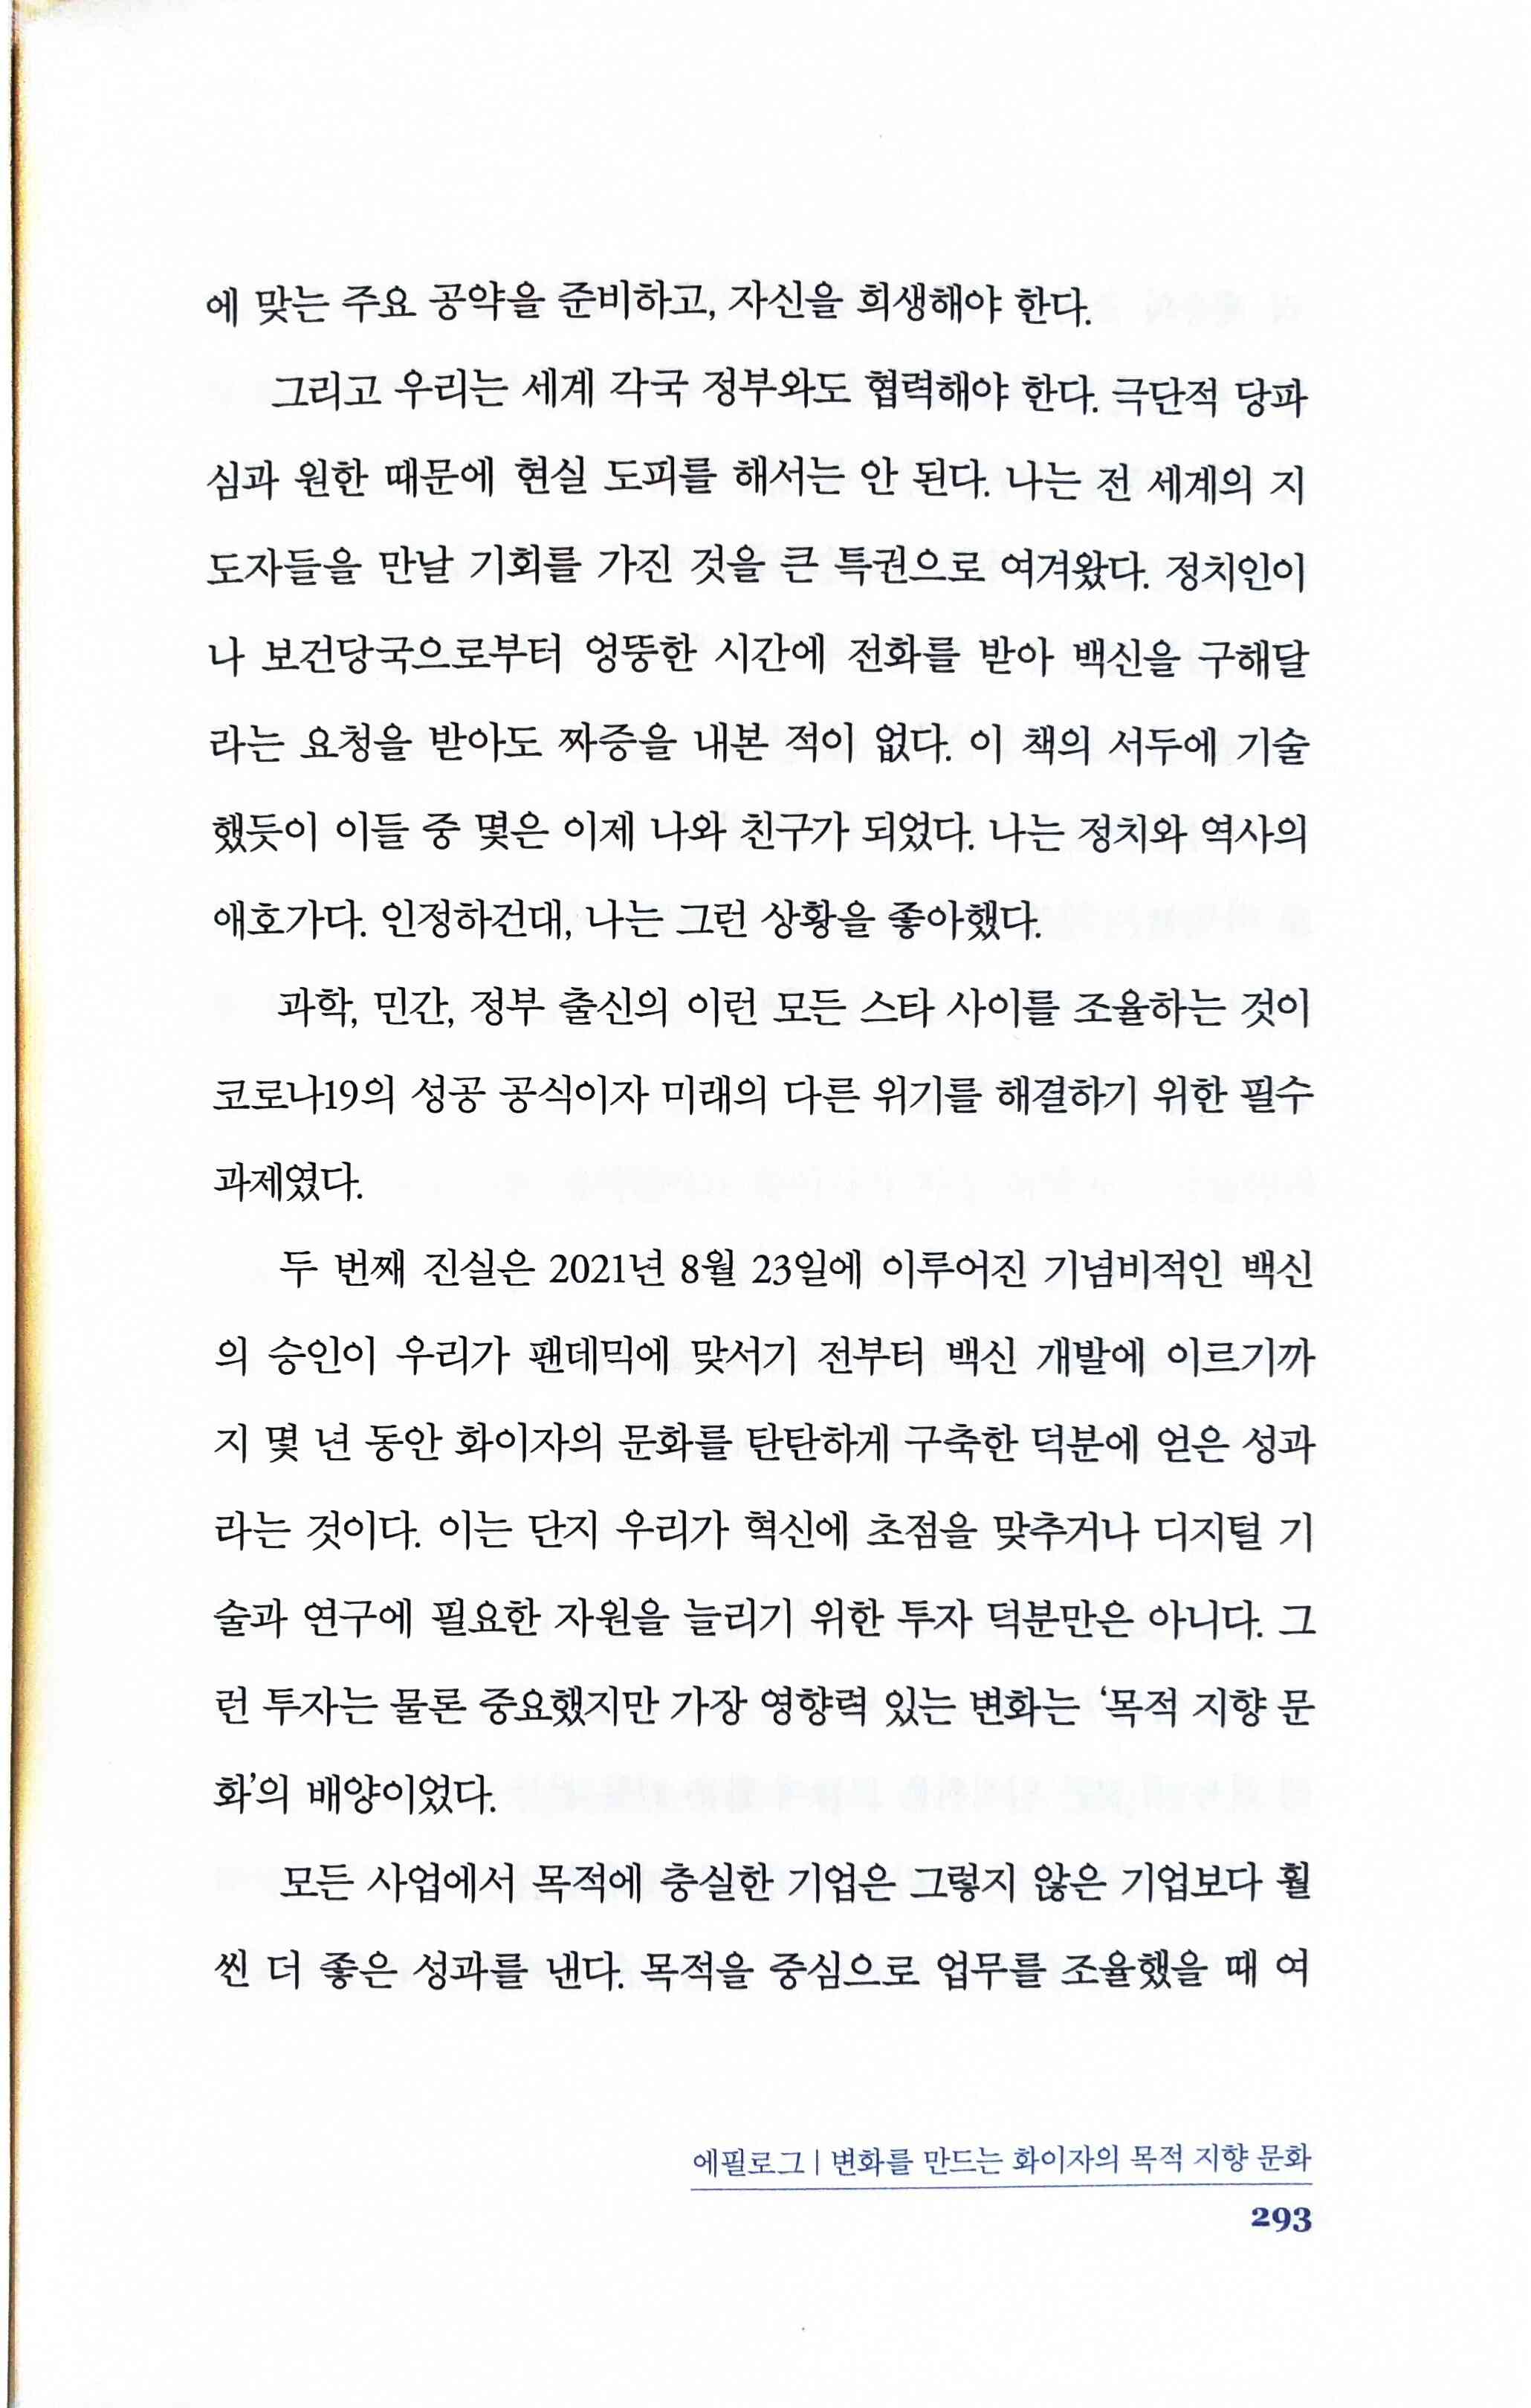 에 맞는 주요 공약을 준비하고, 자신을 희생해야 한다.
그리고 우리는 세계 각국 정부와도 협력해야 한다. 극단적 당파
심과 원한 때문에 현실 도피를 해서는 안 된다. 나는 전 세계의 지
도자들을 만날 기회를 가진 것을 큰 특권으로 여겨왔다. 정치인이
나 보건당국으로부터 엉뚱한 시간에 전화를 받아 백신을 구해달
라는 요청을 받아도 짜증을 내본 적이 없다. 이 책의 서두에 기술
했듯이 이들 중 몇은 이제 나와 친구가 되었다. 나는 정치와 역사의
애호가다. 인정하건대, 나는 그런 상황을 좋아했다.
과학, 민간, 정부 출신의 이런 모든 스타 사이를 조율하는 것이
코로나19의 성공 공식이자 미래의 다른 위기를 해결하기 위한 필수
과제였다.
두 번째 진실은 2021년 8월 23일에 이루어진 기념비적인 백신
의 승인이 우리가 팬데믹에 맞서기 전부터 백신 개발에 이르기까
지 몇 년 동안 화이자의 문화를 탄탄하게 구축한 덕분에 얻은 성과
라는 것이다. 이는 단지 우리가 혁신에 초점을 맞추거나 디지털 기
술과 연구에 필요한 자원을 늘리기 위한 투자 덕분만은 아니다. 그
런 투자는 물론 중요했지만 가장 영향력 있는 변화는 ‘목적 지향 문
화’의 배양이었다.
모든 사업에서 목적에 충실한 기업은 그렇지 않은 기업보다 훨
씬 더 좋은 성과를 낸다. 목적을 중심으로 업무를 조율했을 때 여
에필로그 | 변화를 만드는 화이자의 목적 지향 문화
293